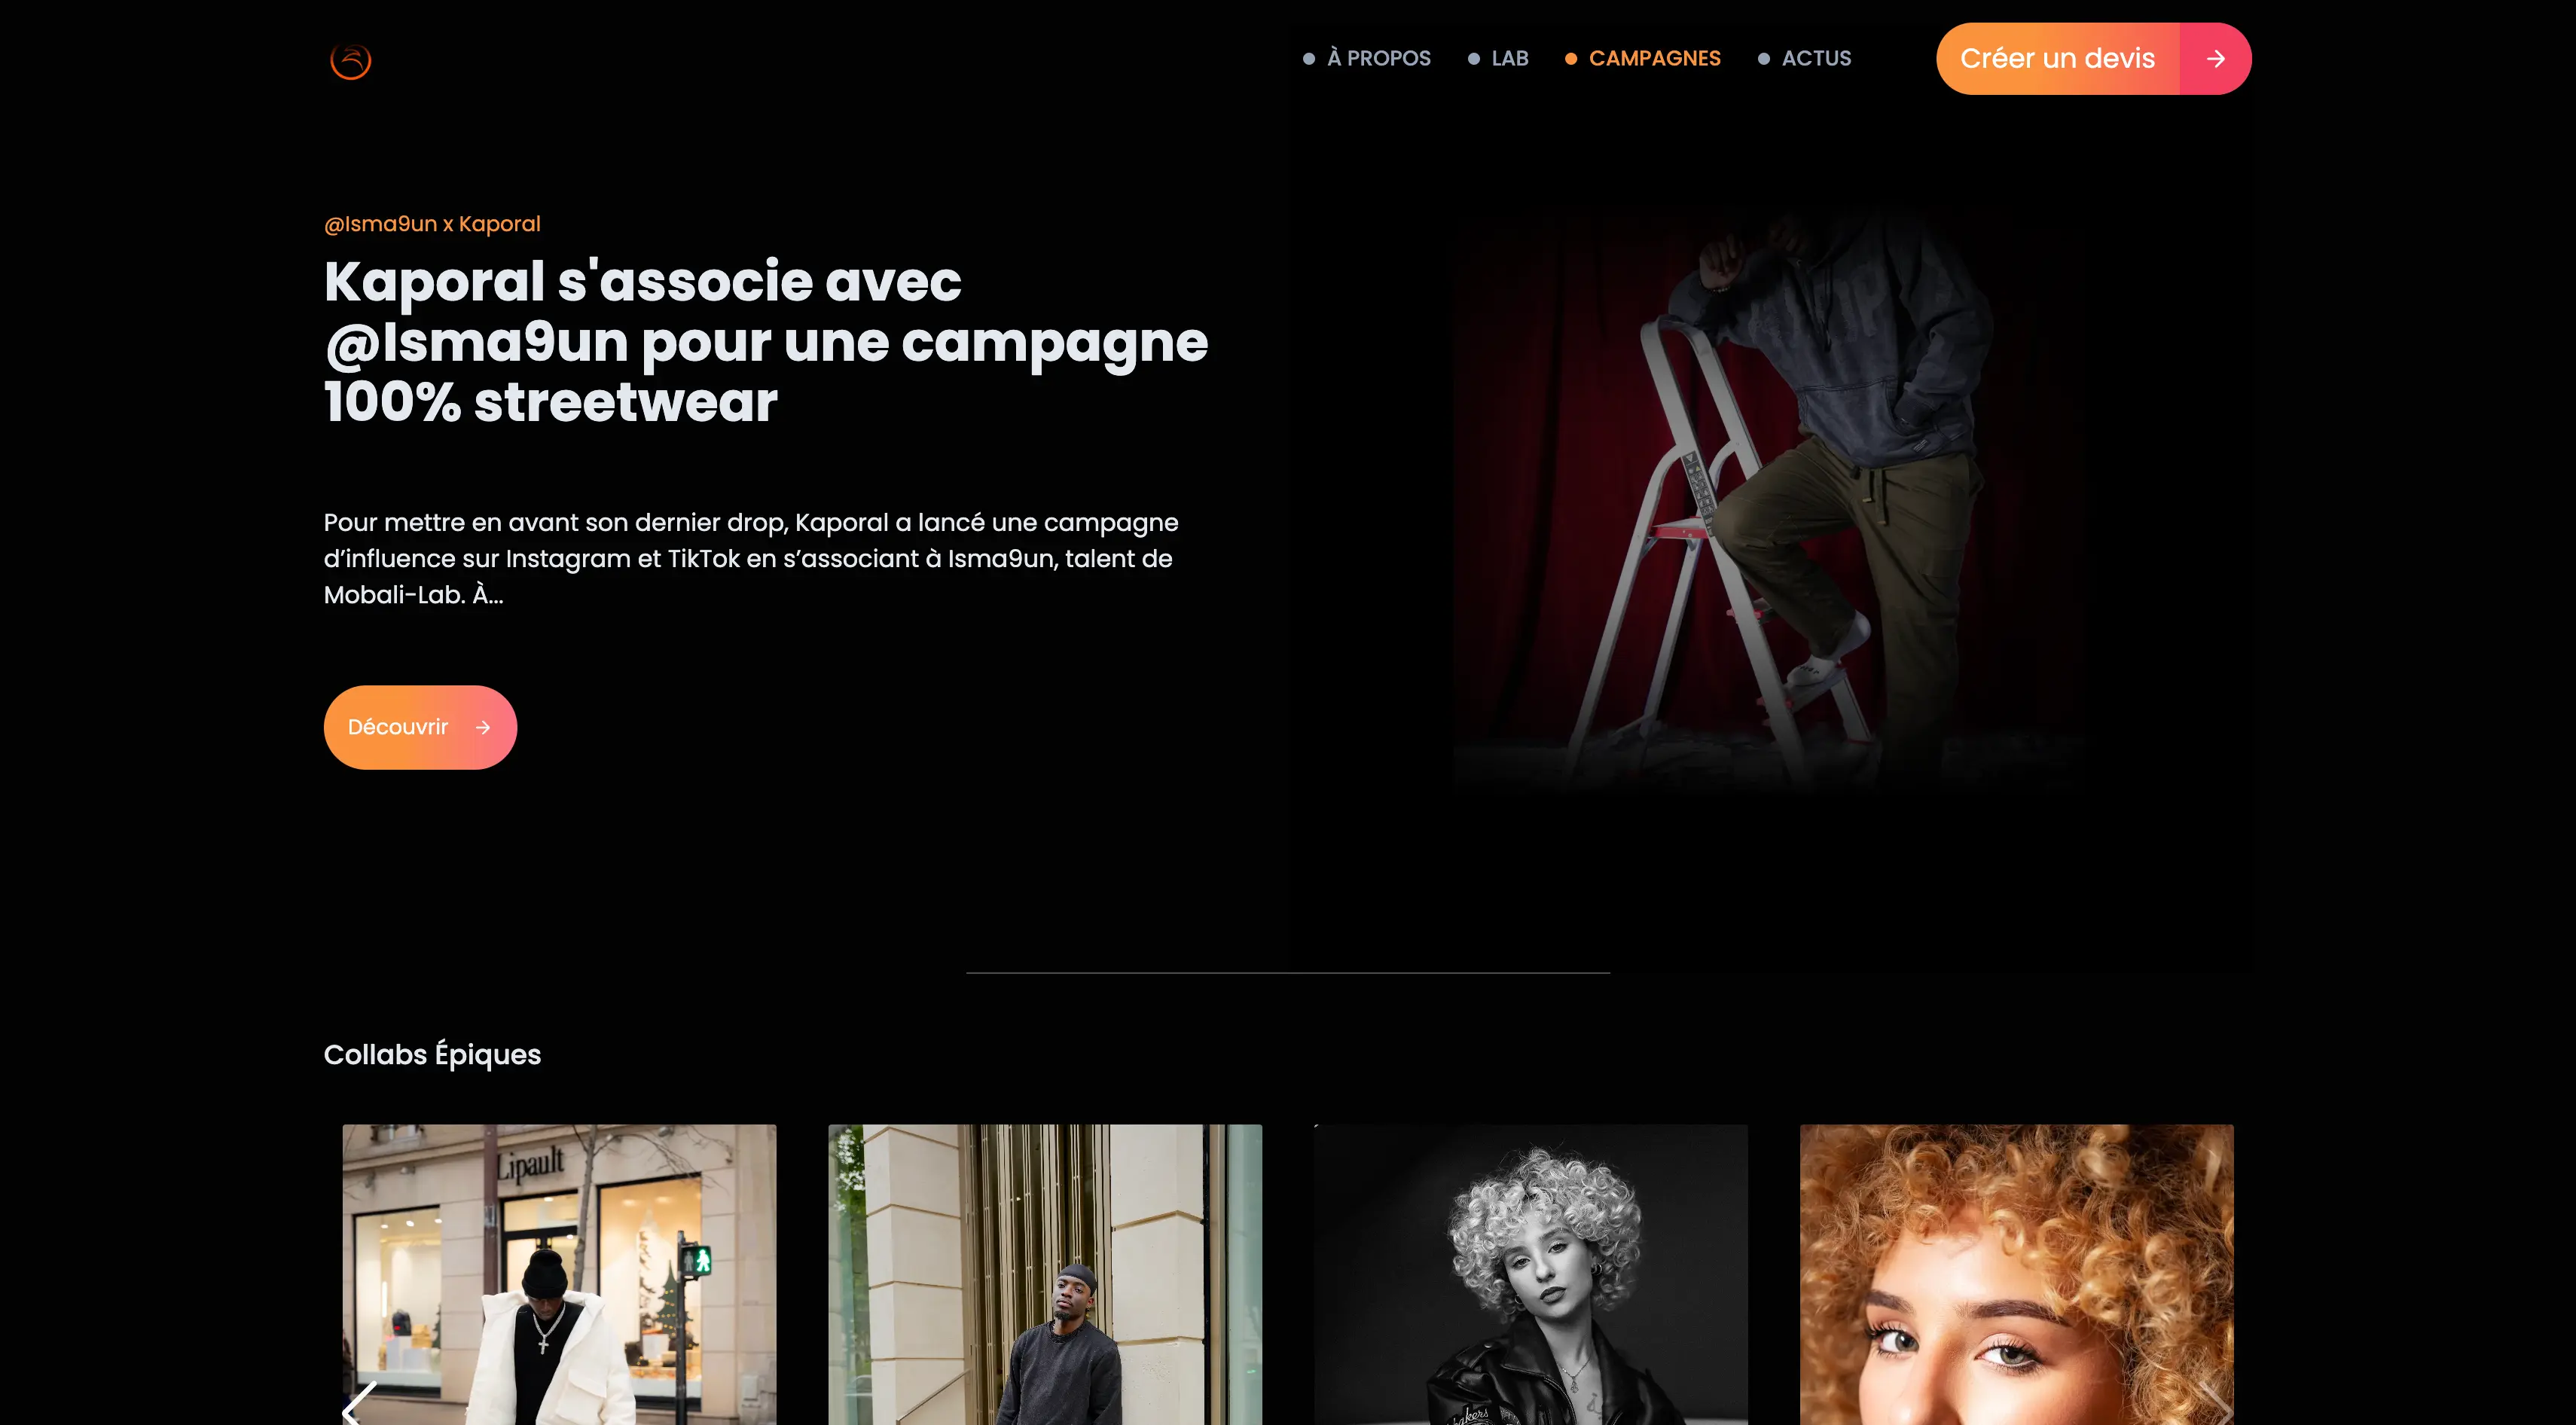 À PROPOS
LAB
CAMPAGNES
ACTUS
Créer un devis
@Isma9un x Kaporal
Kaporal s'associe avec
@Isma9un pour une campagne
100% streetwear
Pour mettre en avant son dernier drop, Kaporal a lancé une campagne
d’influence sur Instagram et TikTok en s’associant à Isma9un, talent de
Mobali-Lab. À...
Découvrir
Collabs Épiques
Lipault